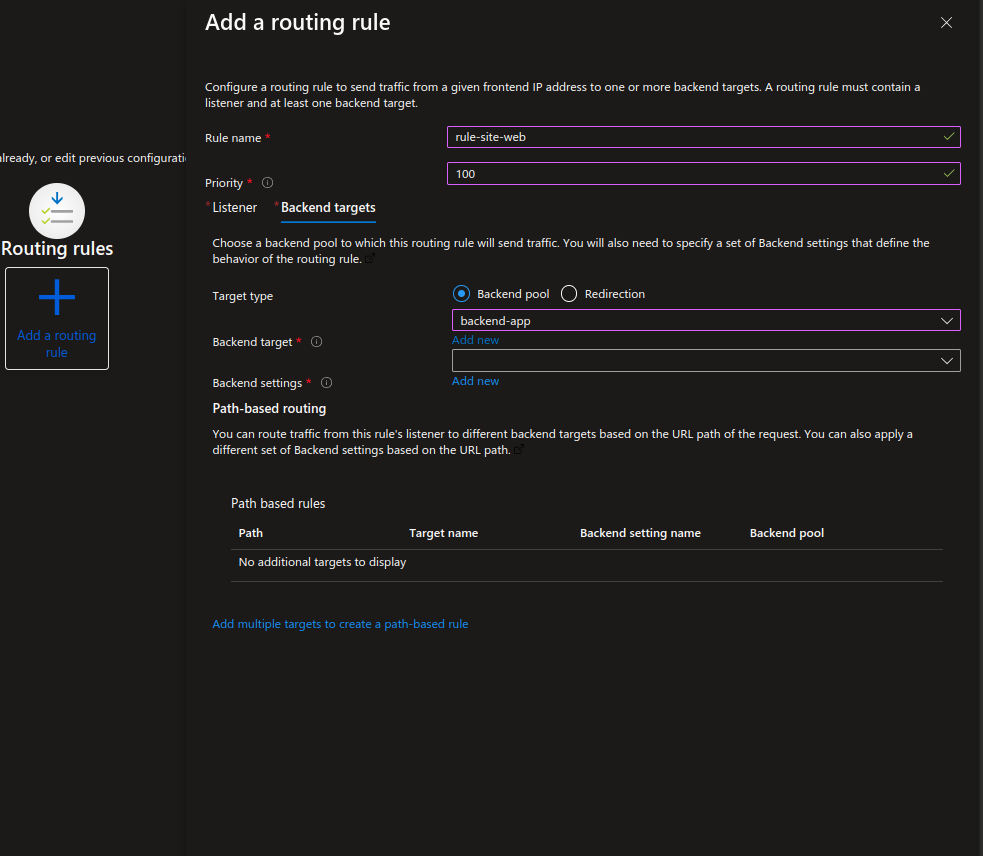 Add a routing rule
Configure a routing rule to send traffic from a given frontend IP address to one or more backend targets. A routing rule must contain a
listener and at least one backend target.
Rule name *
rule-site-web
Priority *
100
already, or edit previous configurati
Routing rules
Add a routing
rule
* Listener
* Backend targets
Choose a backend pool to which this routing rule will send traffic. You will also need to specify a set of Backend settings that define the
behavior of the routing rule.
Target type
Backend pool
Redirection
Backend target *
backend-app
Add new
Backend settings *
Add new
Path-based routing
You can route traffic from this rule's listener to different backend targets based on the URL path of the request. You can also apply a
different set of Backend settings based on the URL path.
Path based rules
Path Target name Backend setting name Backend pool
No additional targets to display
Add multiple targets to create a path-based rule